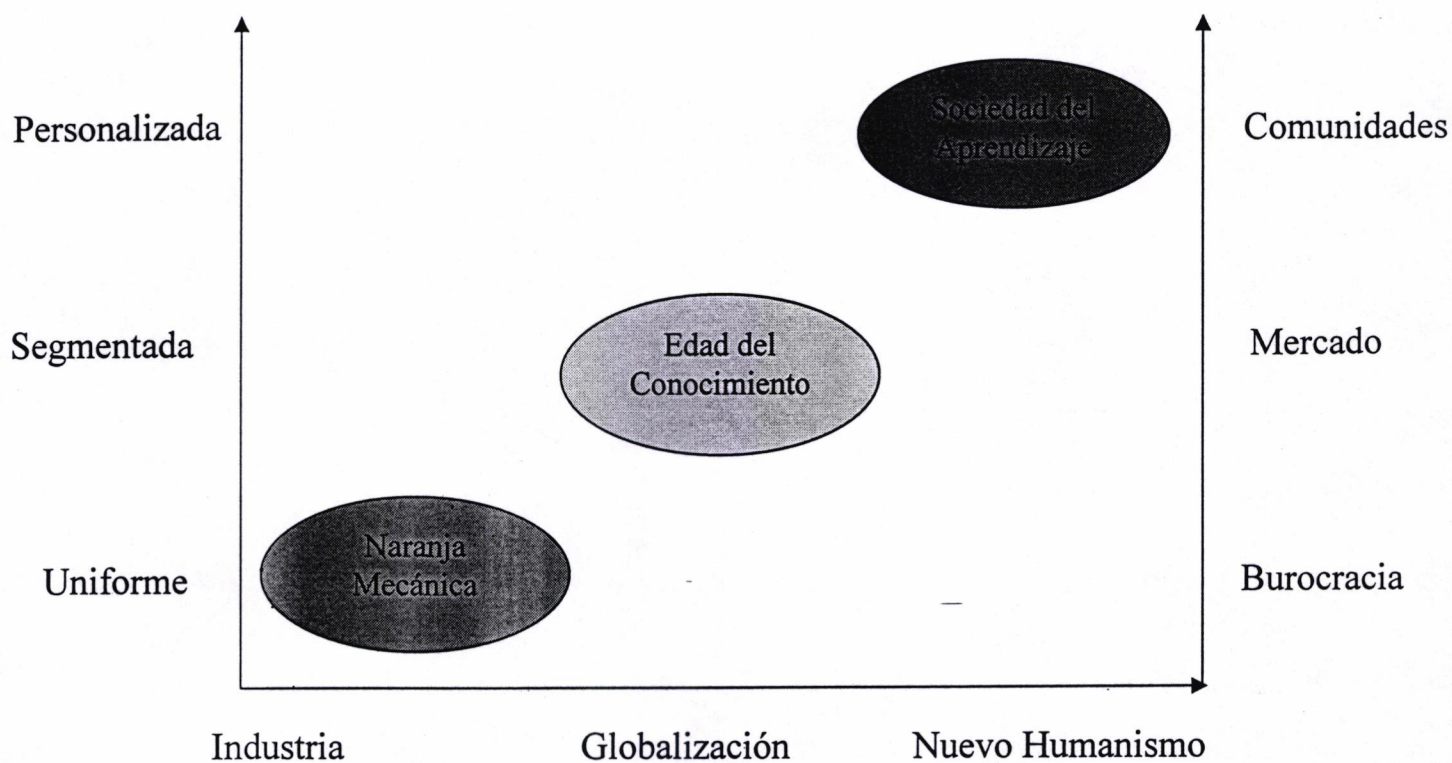 Personalizada
Sociedad del
Aprendizaje
Comunidades
Segmentada
Edad del
Conocimiento
Mercado
Uniforme
Naranja
Mecánica
Burocracia
Industria
Globalización
Nuevo Humanismo